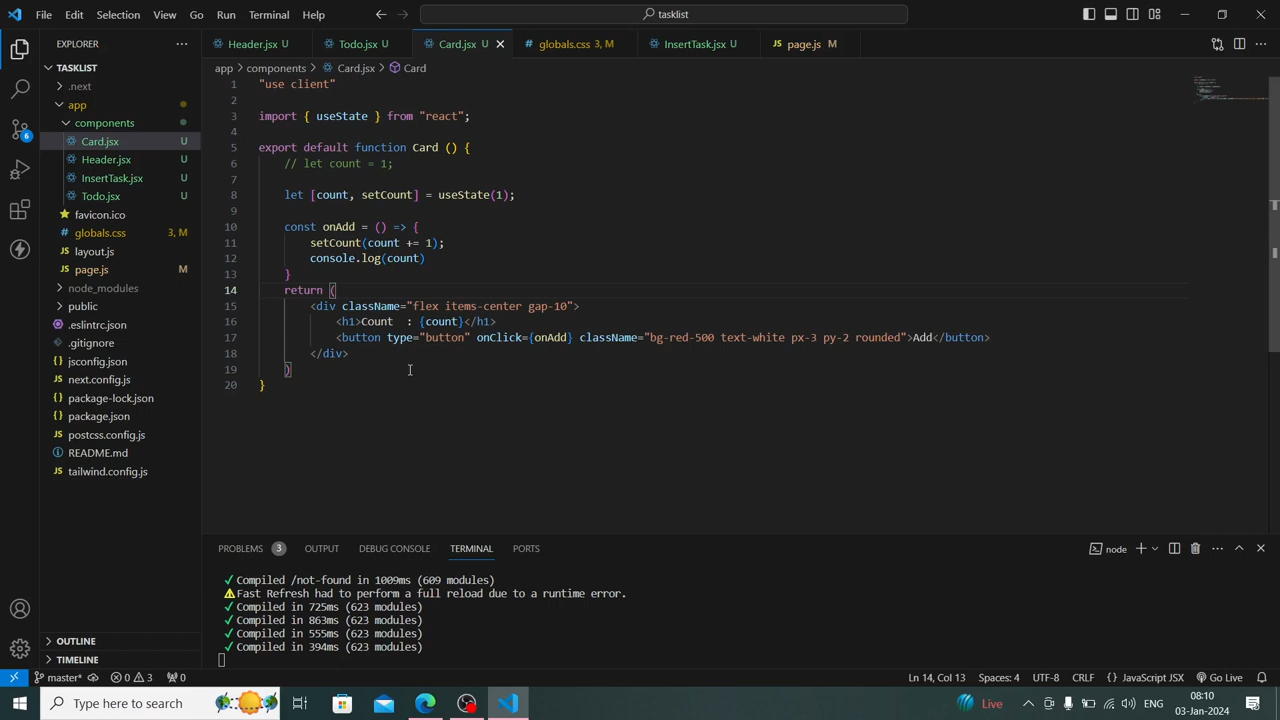 File Edit Selection View Go Run Terminal Help
tasklist
EXPLORER
Header.jsx U
Todo.jsx U
Card.jsx U
globals.css 3, M
InsertTask.jsx U
page.js M
TASKLIST
app > components > Card.jsx > Card
.next
app
components
Card.jsx U
Header.jsx U
InsertTask.jsx U
Todo.jsx U
favicon.ico
globals.css 3, M
layout.js
page.js M
node_modules
public
.eslintrc.json
.gitignore
jsconfig.json
next.config.js
package-lock.json
package.json
postcss.config.js
README.md
tailwind.config.js
OUTLINE
TIMELINE
6
1 "use client"
2
3 import { useState } from "react";
4
5 export default function Card () {
6 // let count = 1;
7
8 let [count, setCount] = useState(1);
9
10 const onAdd = () => {
11 setCount(count += 1);
12 console.log(count)
13 }
14 return (
15 <div className="flex items-center gap-10">
16 <h1>Count  : {count}</h1>
17 <button type="button" onClick={onAdd} className="bg-red-500 text-white px-3 py-2 rounded">Add</button>
18 </div>
19 )
20 }
PROBLEMS 3 OUTPUT DEBUG CONSOLE TERMINAL PORTS
node
✓ Compiled /not-found in 1009ms (609 modules)
⚠ Fast Refresh had to perform a full reload due to a runtime error.
✓ Compiled in 725ms (623 modules)
✓ Compiled in 863ms (623 modules)
✓ Compiled in 555ms (623 modules)
✓ Compiled in 394ms (623 modules)
master* 0 3 0
Ln 14, Col 13 Spaces: 4 UTF-8 CRLF {} JavaScript JSX Go Live
Type here to search
Live
ENG
08:10
03-Jan-2024